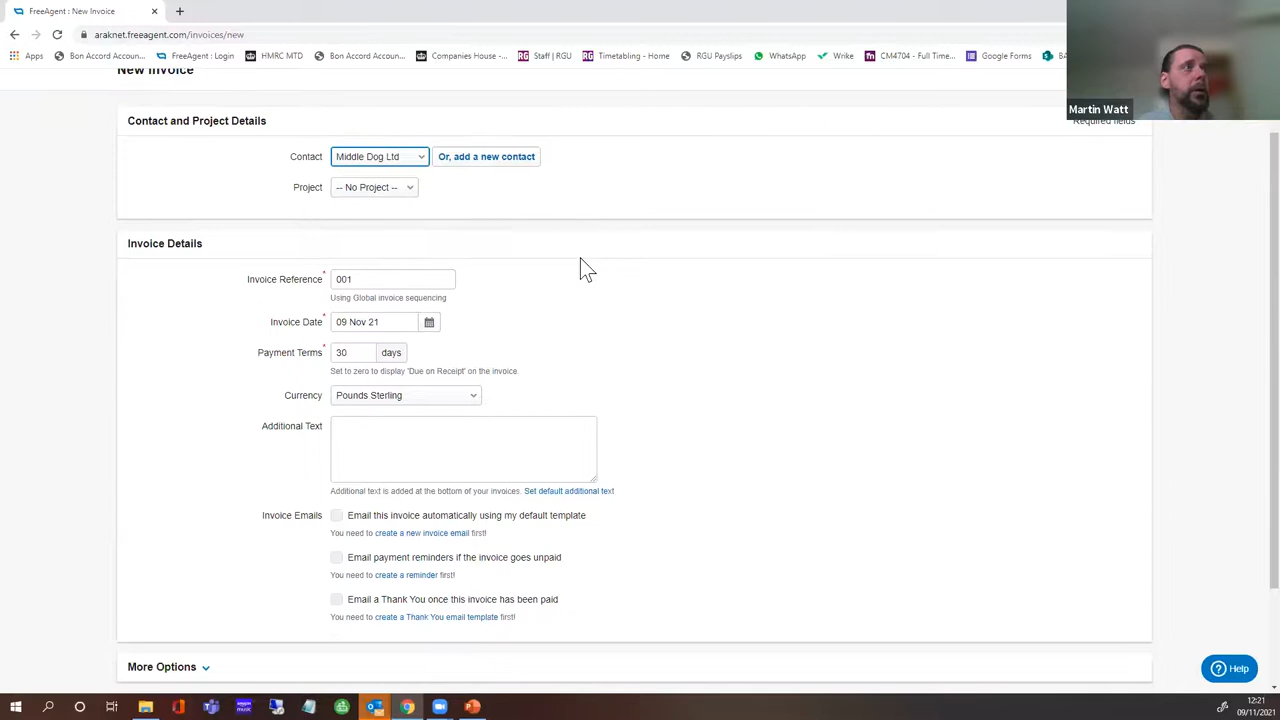 FreeAgent : New Invoice
araknet.freeagent.com/invoices/new
Apps Bon Accord Accoun... FreeAgent : Login HMRC MTD Bon Accord Accoun... Companies House -... Staff | RGU Timetabling - Home RGU Payslips WhatsApp Wrike CM4704 - Full Time... Google Forms BA
New Invoice
Martin Watt
Required fields
Contact and Project Details
Contact Middle Dog Ltd Or, add a new contact
Project -- No Project --
Invoice Details
Invoice Reference* 001
Using Global invoice sequencing
Invoice Date* 09 Nov 21
Payment Terms* 30 days
Set to zero to display 'Due on Receipt' on the invoice.
Currency Pounds Sterling
Additional Text
Additional text is added at the bottom of your invoices. Set default additional text
Invoice Emails Email this invoice automatically using my default template
You need to create a new invoice email first!
Email payment reminders if the invoice goes unpaid
You need to create a reminder first!
Email a Thank You once this invoice has been paid
You need to create a Thank You email template first!
More Options
Help
12:21
09/11/2021